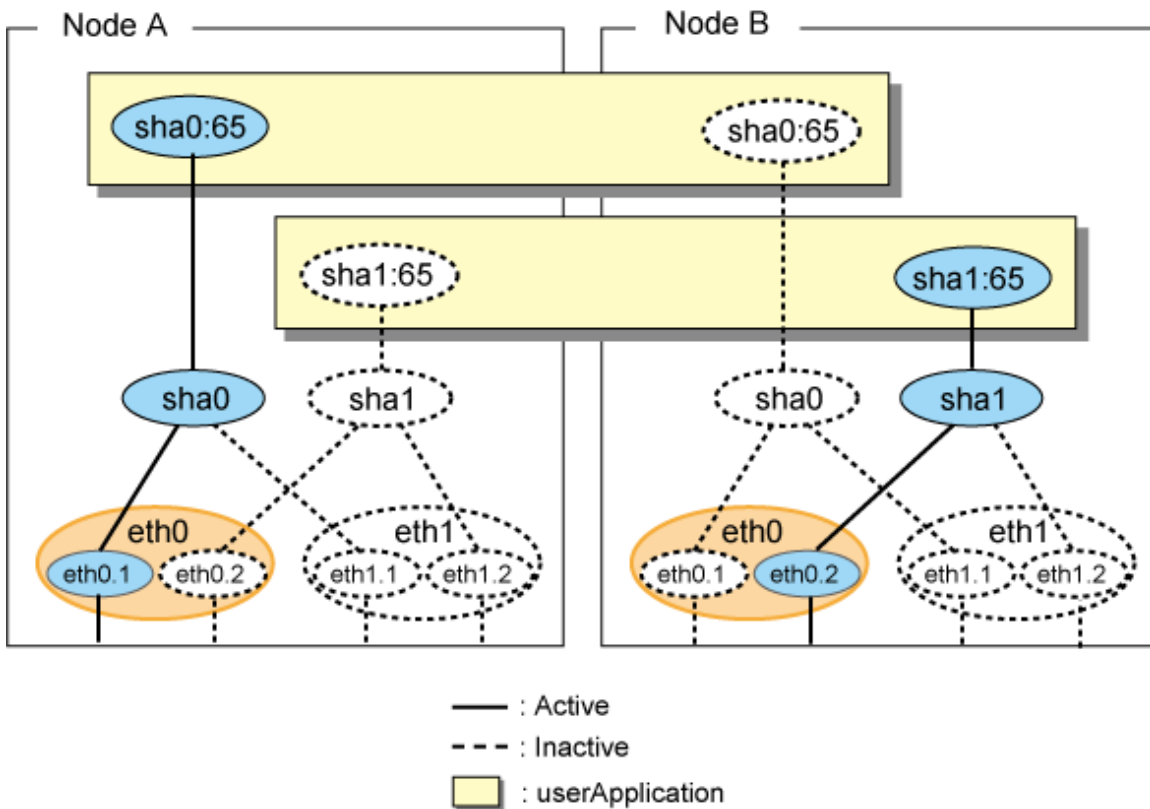 Node A
Node B
sha0:65
sha0:65
sha1:65
sha1:65
sha0
sha1
sha0
sha1
eth0
eth1
eth0
eth1
eth0.1
eth0.2
eth1.1
eth1.2
eth0.1
eth0.2
eth1.1
eth1.2
: Active
: Inactive
: userApplication